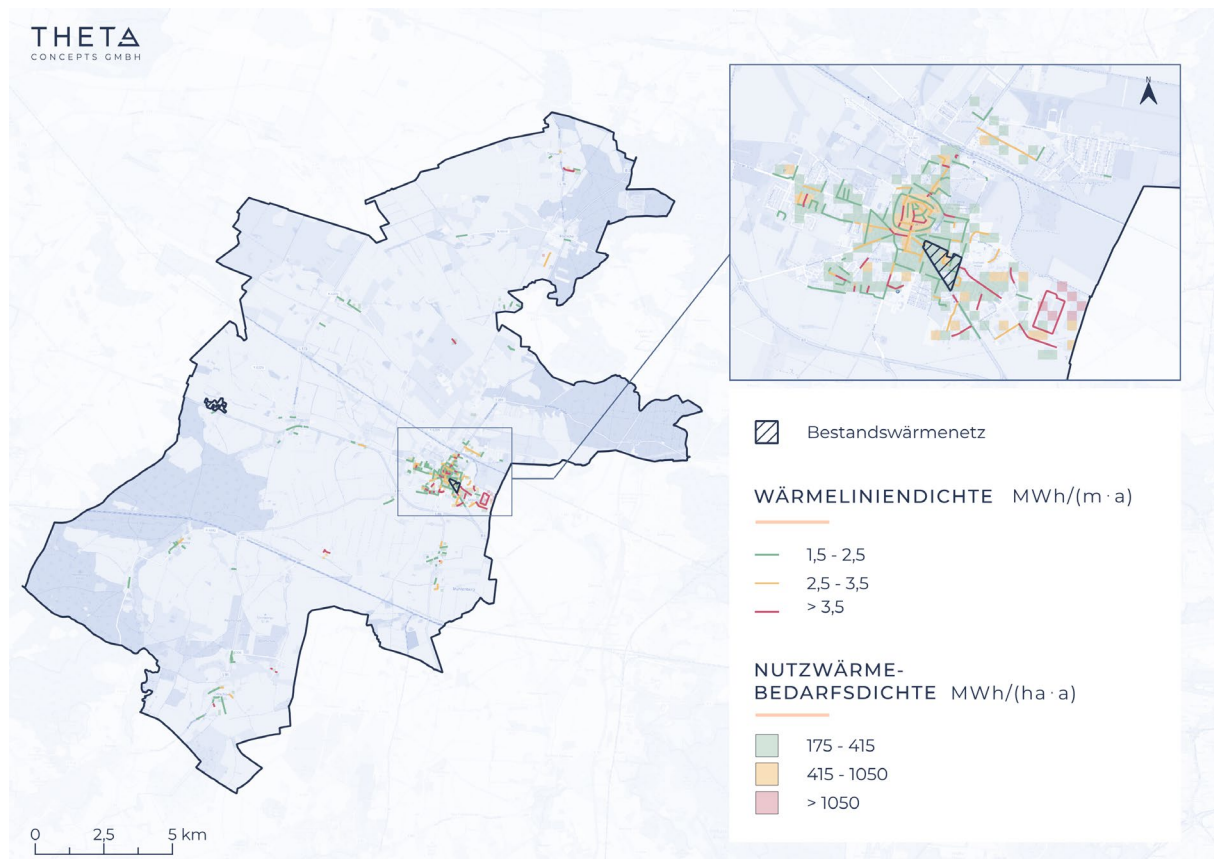 THETA
CONCEPTS GMBH
N
Bestandswärmenetz
WÄRMELINIENDICHTE MWh/(m·a)
1,5 - 2,5
2,5 - 3,5
> 3,5
NUTZWÄRME-
BEDARFSDICHTE MWh/(ha·a)
175 - 415
415 - 1050
> 1050
0 2,5 5 km